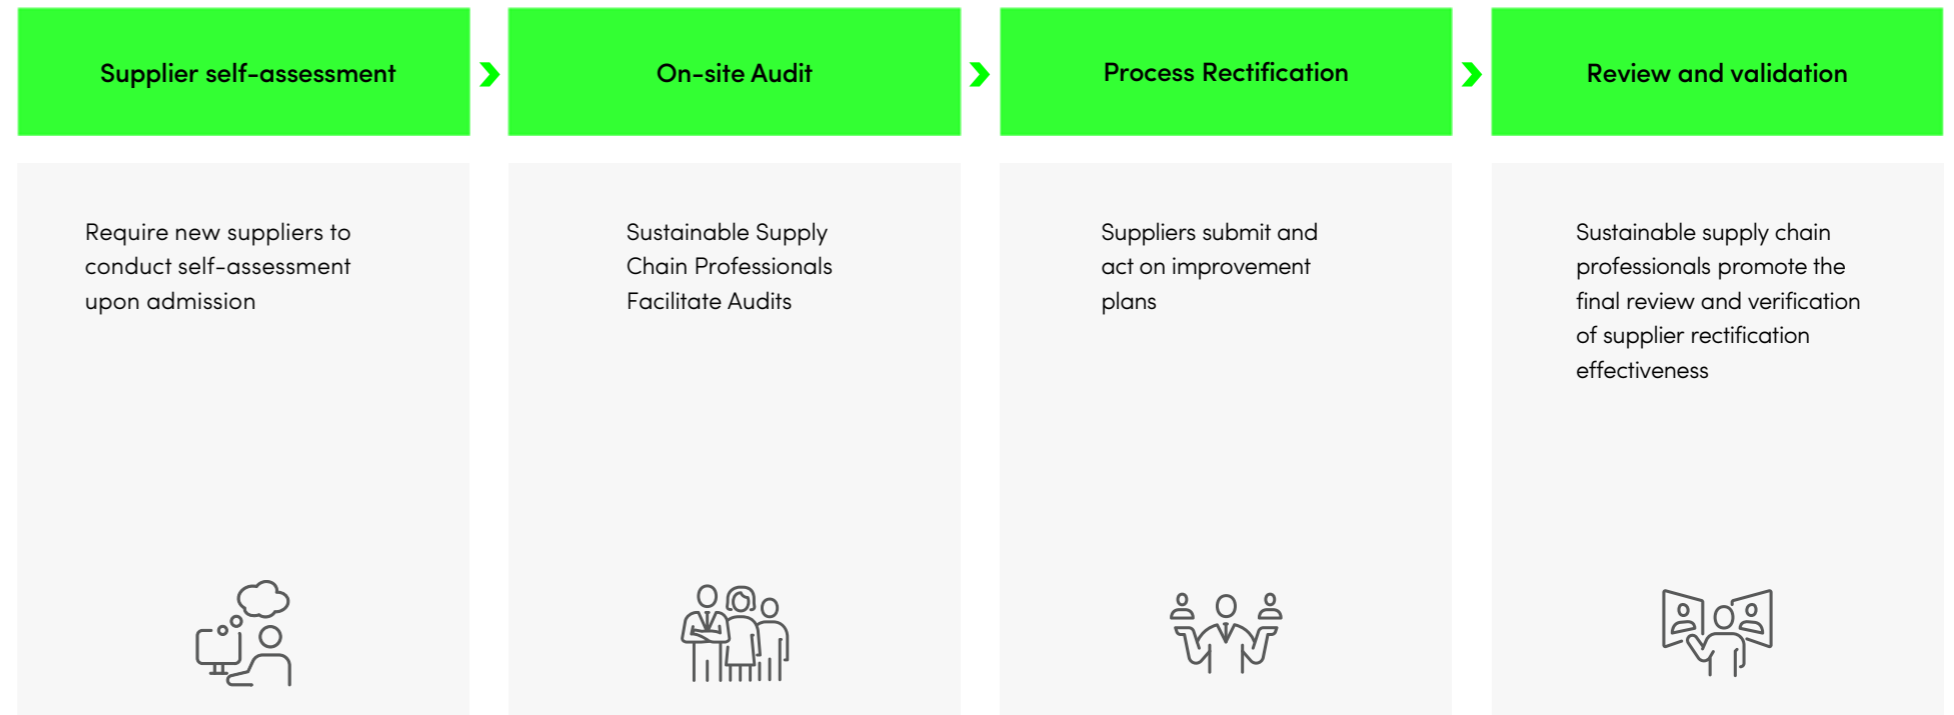 Supplier self-assessment
On-site Audit
Process Rectification
Review and validation
Require new suppliers to
conduct self-assessment
upon admission
Sustainable Supply
Chain Professionals
Facilitate Audits
Suppliers submit and
act on improvement
plans
Sustainable supply chain
professionals promote the
final review and verification
of supplier rectification
effectiveness